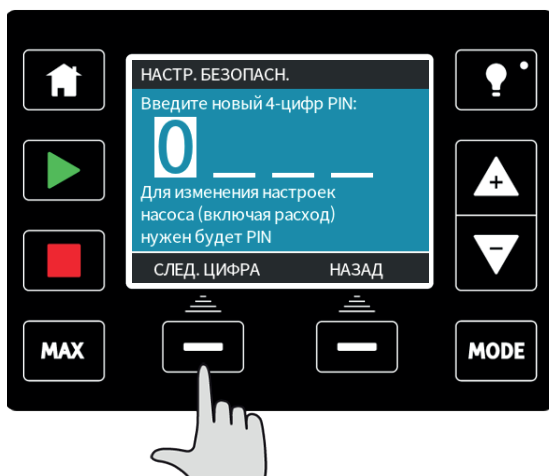 НАСТР. БЕЗОПАСН.
Введите новый 4-цифр PIN:
0 _ _ _
Для изменения настроек
насоса (включая расход)
нужен будет PIN
СЛЕД. ЦИФРА НАЗАД
+
−
MAX
MODE